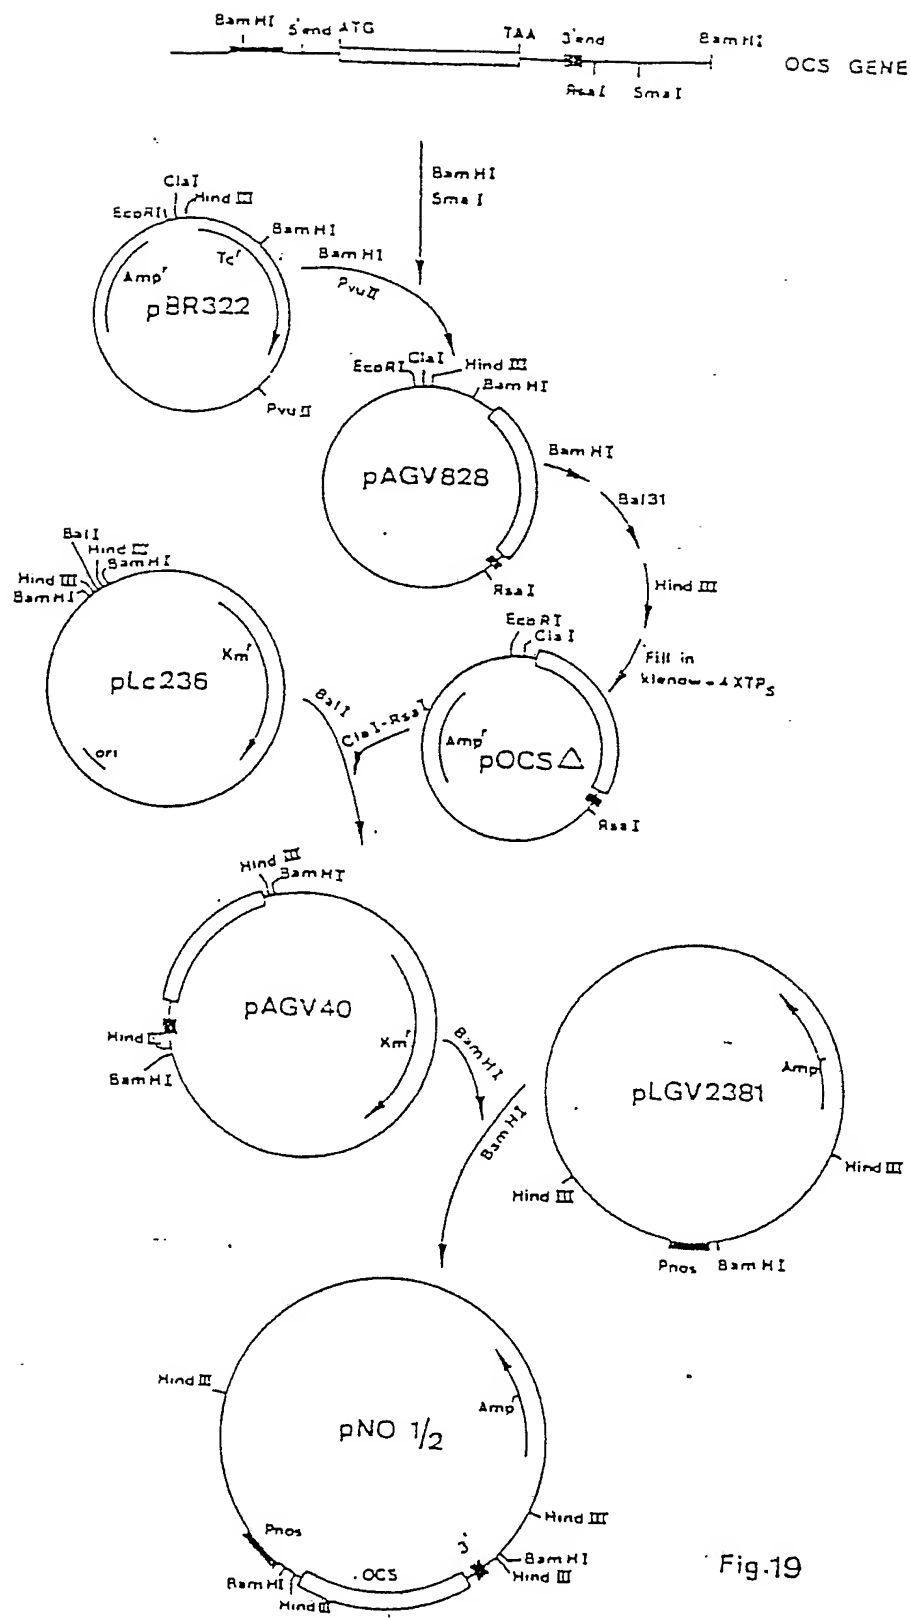 BamHI
5'end
ATG
TAA
3'end
BamHI
OCS GENE
RsaI
SmaI
BamHI
SmaI
ClaI
HindIII
EcoRI
BamHI
Tcr
Ampr
pBR322
PvuII
BamHI
PvuII
ClaI
EcoRI
HindIII
BamHI
pAGV828
RsaI
BamHI
Bal31
HindIII
Fill in
BalI
HindIII
BamHI
HindIII
BamHI
Kmr
pLc236
ori
EcoRI
ClaI
Ampr
pOCSΔ
RsaI
BalI
ClaI-RsaI
HindIII
BamHI
pAGV40
Kmr
Hind
BamHI
BamHI
BamHI
Ampr
pLGV2381
HindIII
HindIII
Pnos
BamHI
HindIII
Ampr
pNO 1/2
HindIII
Pnos
3'
BamHI
HindIII
BamHI
OCS
HindIII
Fig.19